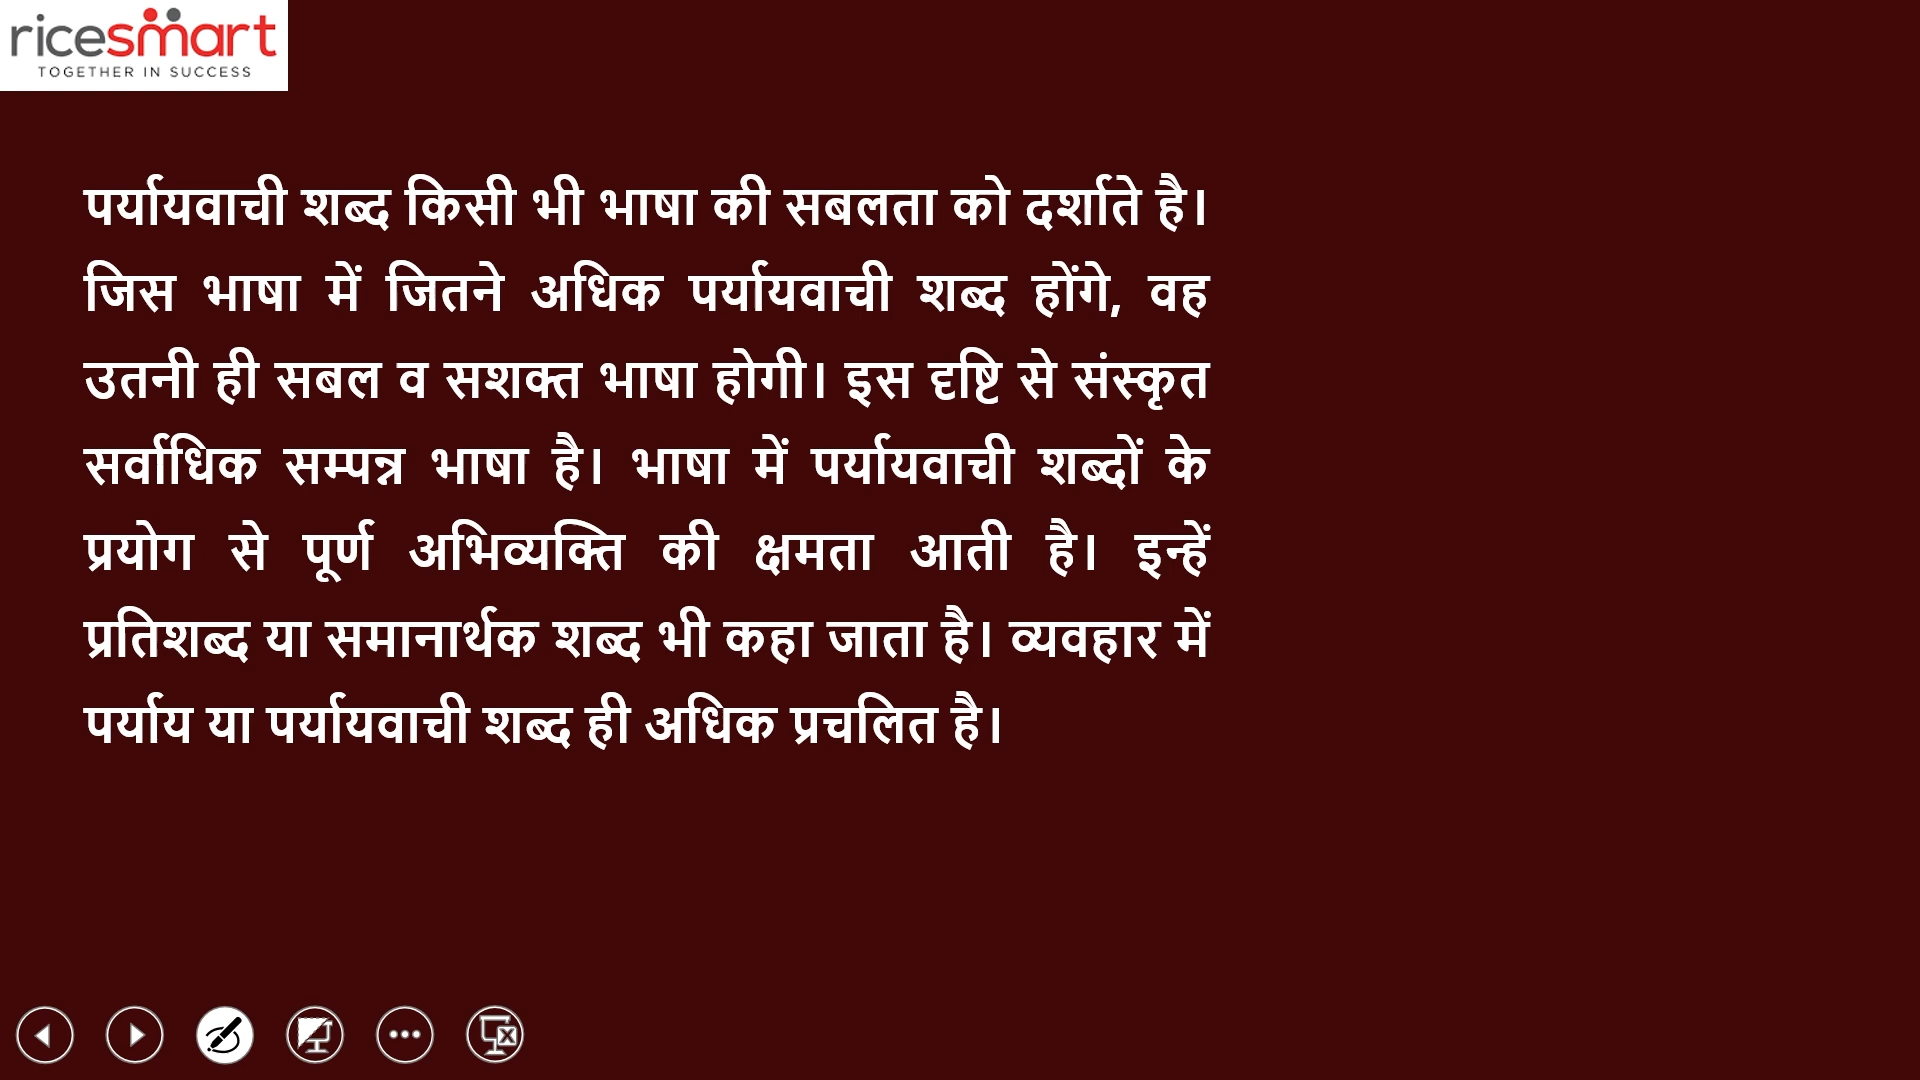 ricesmart
TOGETHER IN SUCCESS
पर्यायवाची शब्द किसी भी भाषा की सबलता को दर्शाते है।
जिस भाषा में जितने अधिक पर्यायवाची शब्द होंगे, वह
उतनी ही सबल व सशक्त भाषा होगी। इस दृष्टि से संस्कृत
सर्वाधिक सम्पन्न भाषा है। भाषा में पर्यायवाची शब्दों के
प्रयोग से पूर्ण अभिव्यक्ति की क्षमता आती है। इन्हें
प्रतिशब्द या समानार्थक शब्द भी कहा जाता है। व्यवहार में
पर्याय या पर्यायवाची शब्द ही अधिक प्रचलित है।